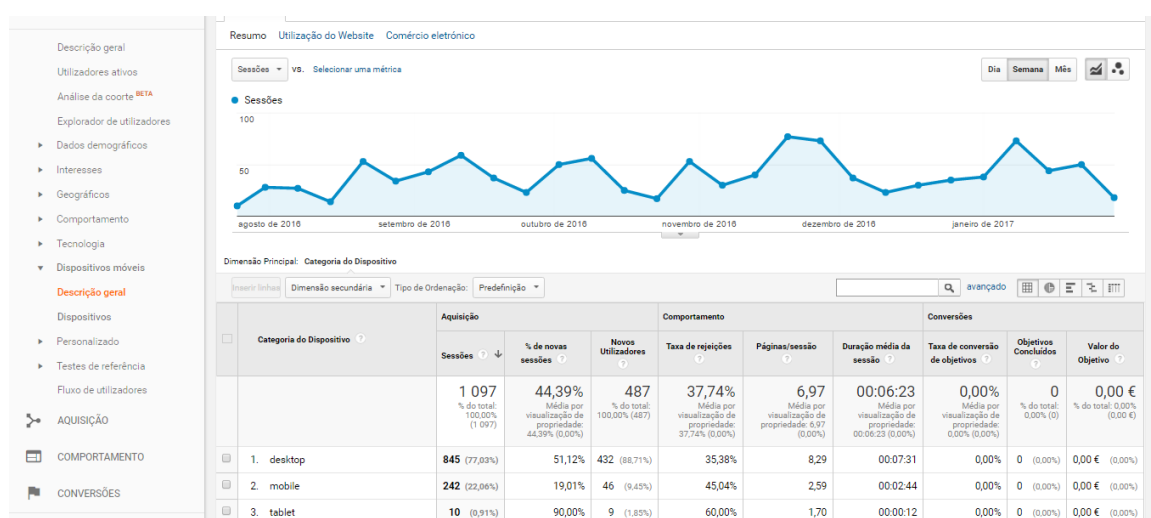 Descrição geral
Utilizadores ativos
Análise da coorte BETA
Explorador de utilizadores
Dados demográficos
Interesses
Geográficos
Comportamento
Tecnologia
Dispositivos móveis
Descrição geral
Dispositivos
Personalizado
Testes de referência
Fluxo de utilizadores
AQUISIÇÃO
COMPORTAMENTO
CONVERSÕES
Resumo Utilização do Website Comércio eletrónico
Sessões vs. Selecionar uma métrica
Dia Semana Mês
Sessões
100
50
agosto de 2016 setembro de 2016 outubro de 2016 novembro de 2016 dezembro de 2016 janeiro de 2017
Dimensão Principal: Categoria do Dispositivo
Inserir linhas Dimensão secundária Tipo de Ordenação: Predefinição avançado
Aquisição Comportamento Conversões
Categoria do Dispositivo ?
Sessões ?
% de novas
sessões ?
Novos
Utilizadores
?
Taxa de rejeições
?
Páginas/sessão
?
Duração média da
sessão ?
Taxa de conversão
de objetivos ?
Objetivos
Concluídos
?
Valor do
Objetivo ?
1 097
% do total:
100,00%
(1 097)
44,39%
Média por
visualização de
propriedade:
44,39% (0,00%)
487
% do total:
100,00% (487)
37,74%
Média por
visualização de
propriedade:
37,74% (0,00%)
6,97
Média por
visualização de
propriedade: 6,97
(0,00%)
00:06:23
Média por
visualização de
propriedade:
00:06:23 (0,00%)
0,00%
Média por
visualização de
propriedade:
0,00% (0,00%)
0
% do total:
0,00% (0)
0,00 €
% do total: 0,00%
(0,00 €)
1. desktop 845 (77,03%) 51,12% 432 (88,71%) 35,38% 8,29 00:07:31 0,00% 0 (0,00%) 0,00 € (0,00%)
2. mobile 242 (22,06%) 19,01% 46 (9,45%) 45,04% 2,59 00:02:44 0,00% 0 (0,00%) 0,00 € (0,00%)
3. tablet 10 (0,91%) 90,00% 9 (1,85%) 60,00% 1,70 00:00:12 0,00% 0 (0,00%) 0,00 € (0,00%)